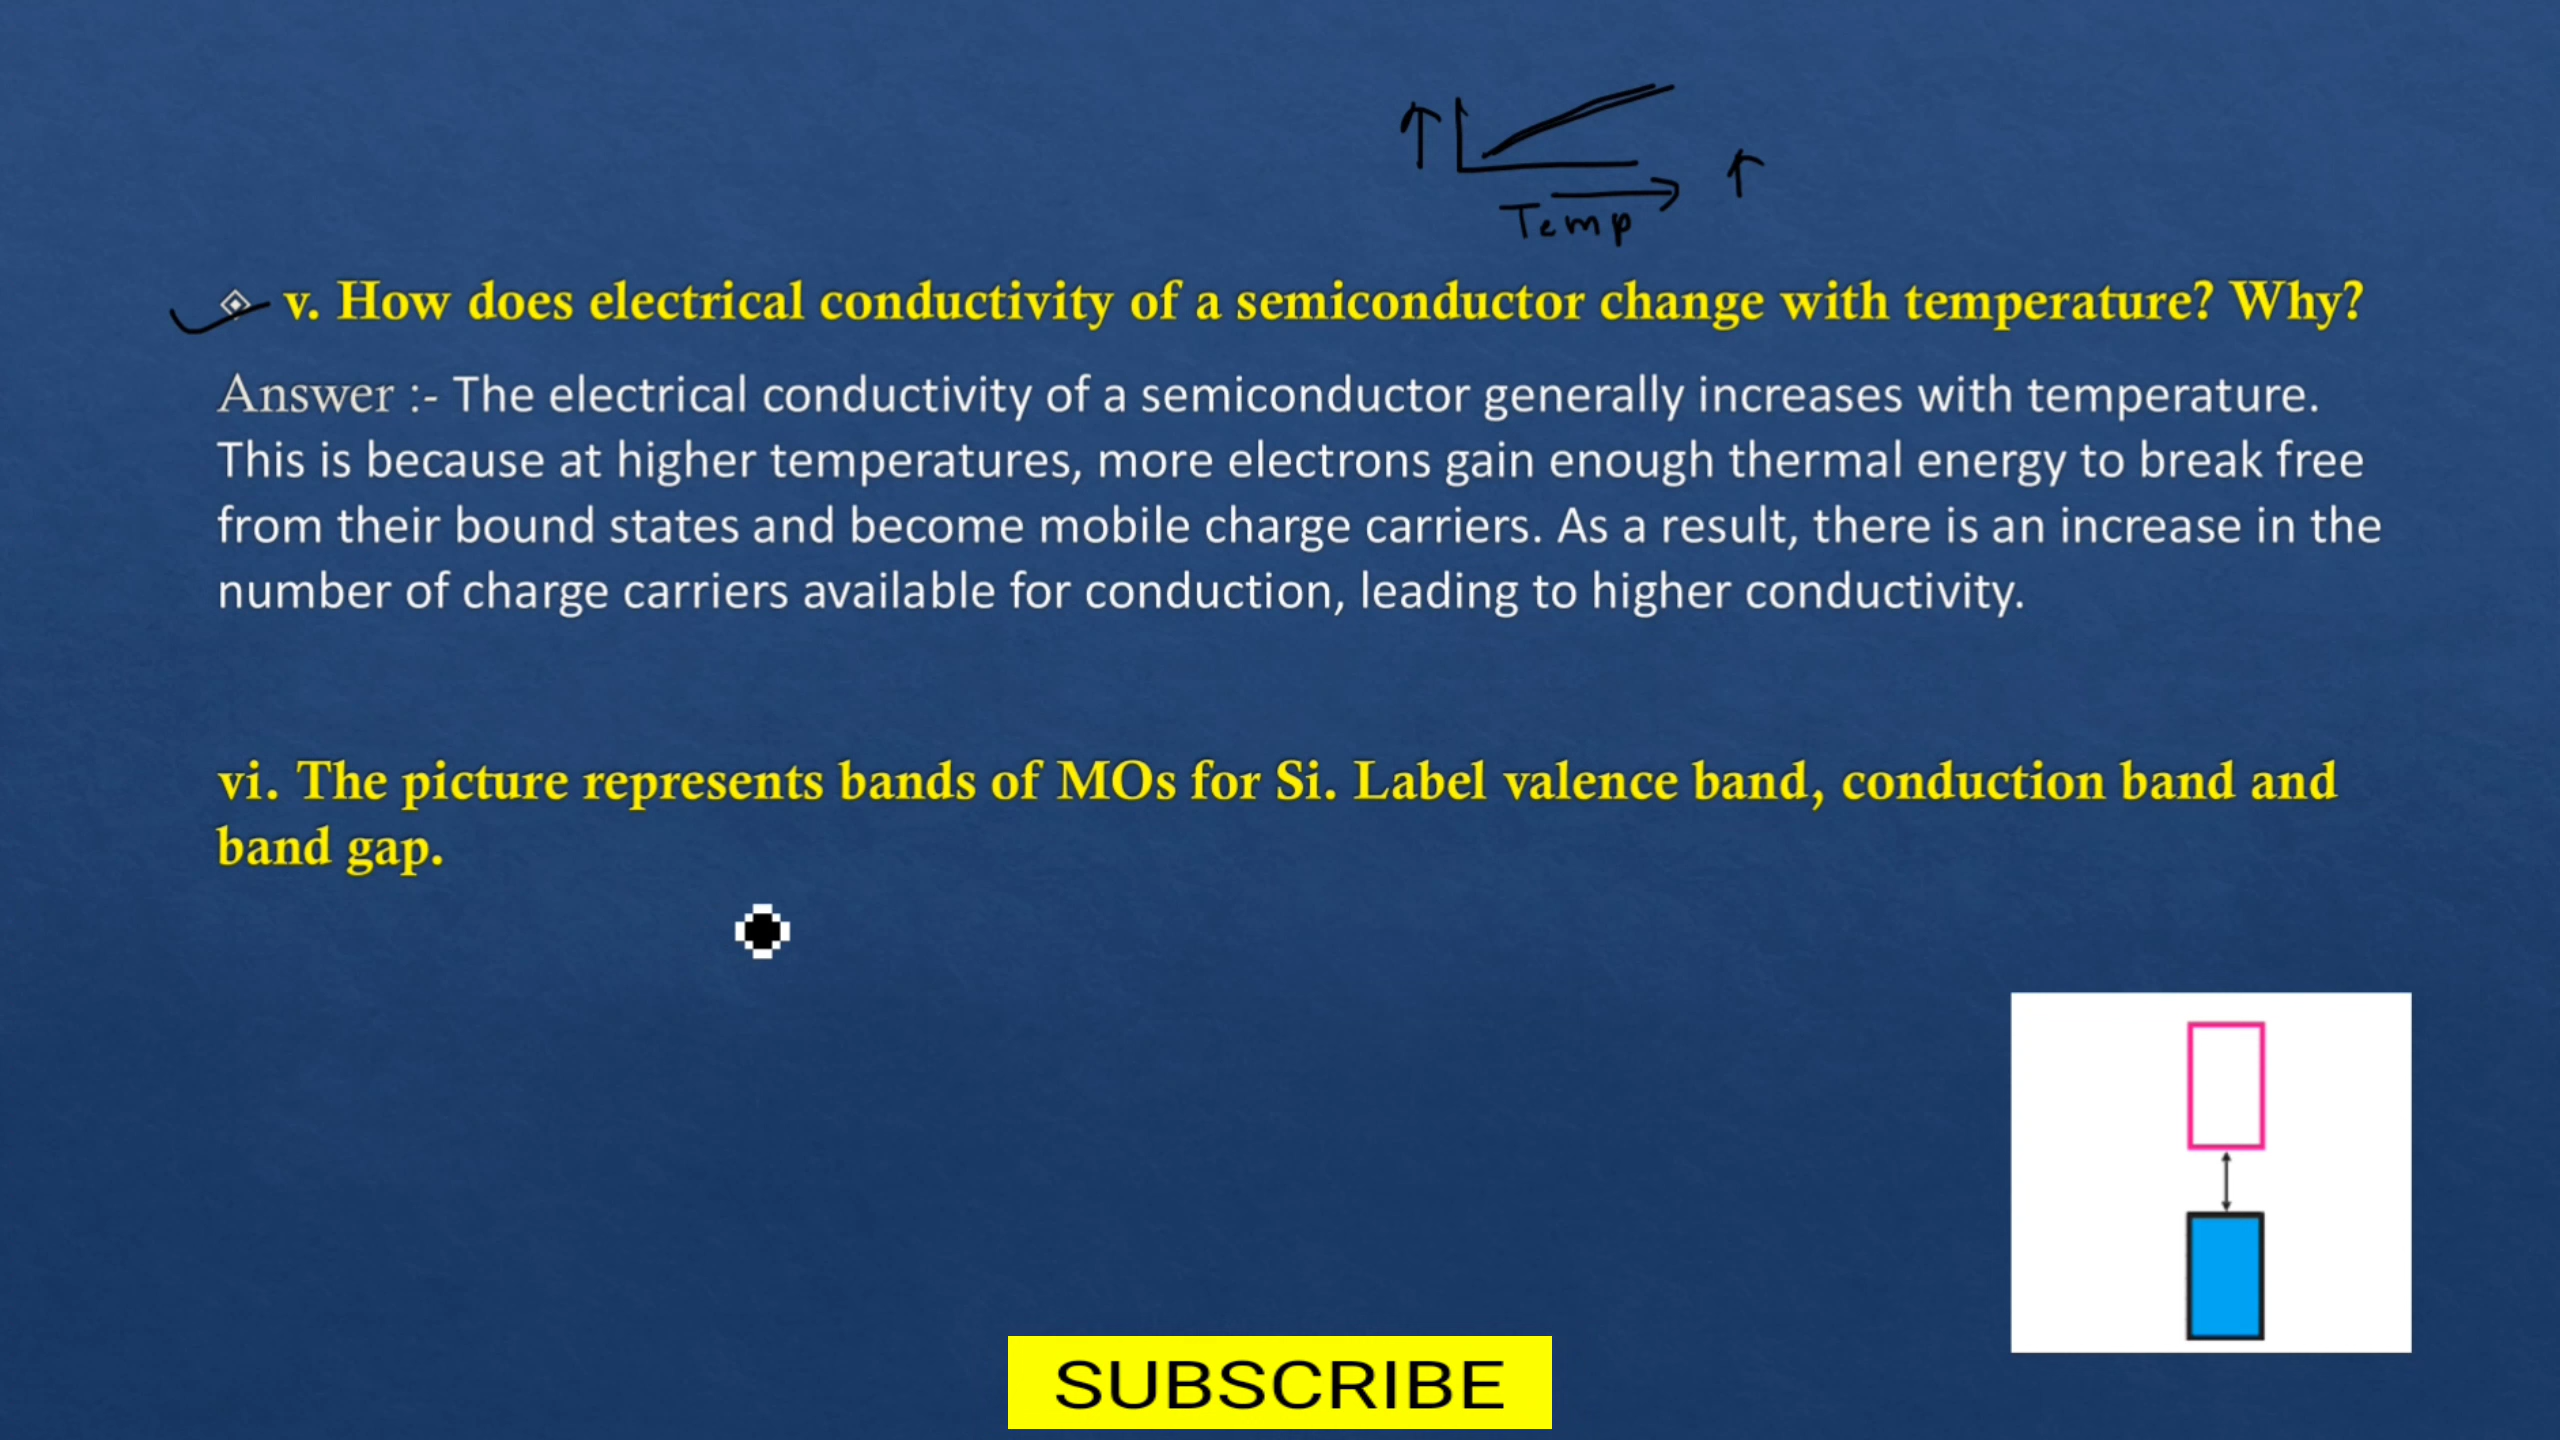 Temp
v. How does electrical conductivity of a semiconductor change with temperature? Why?
Answer :- The electrical conductivity of a semiconductor generally increases with temperature.
This is because at higher temperatures, more electrons gain enough thermal energy to break free
from their bound states and become mobile charge carriers. As a result, there is an increase in the
number of charge carriers available for conduction, leading to higher conductivity.
vi. The picture represents bands of MOs for Si. Label valence band, conduction band and
band gap.
SUBSCRIBE